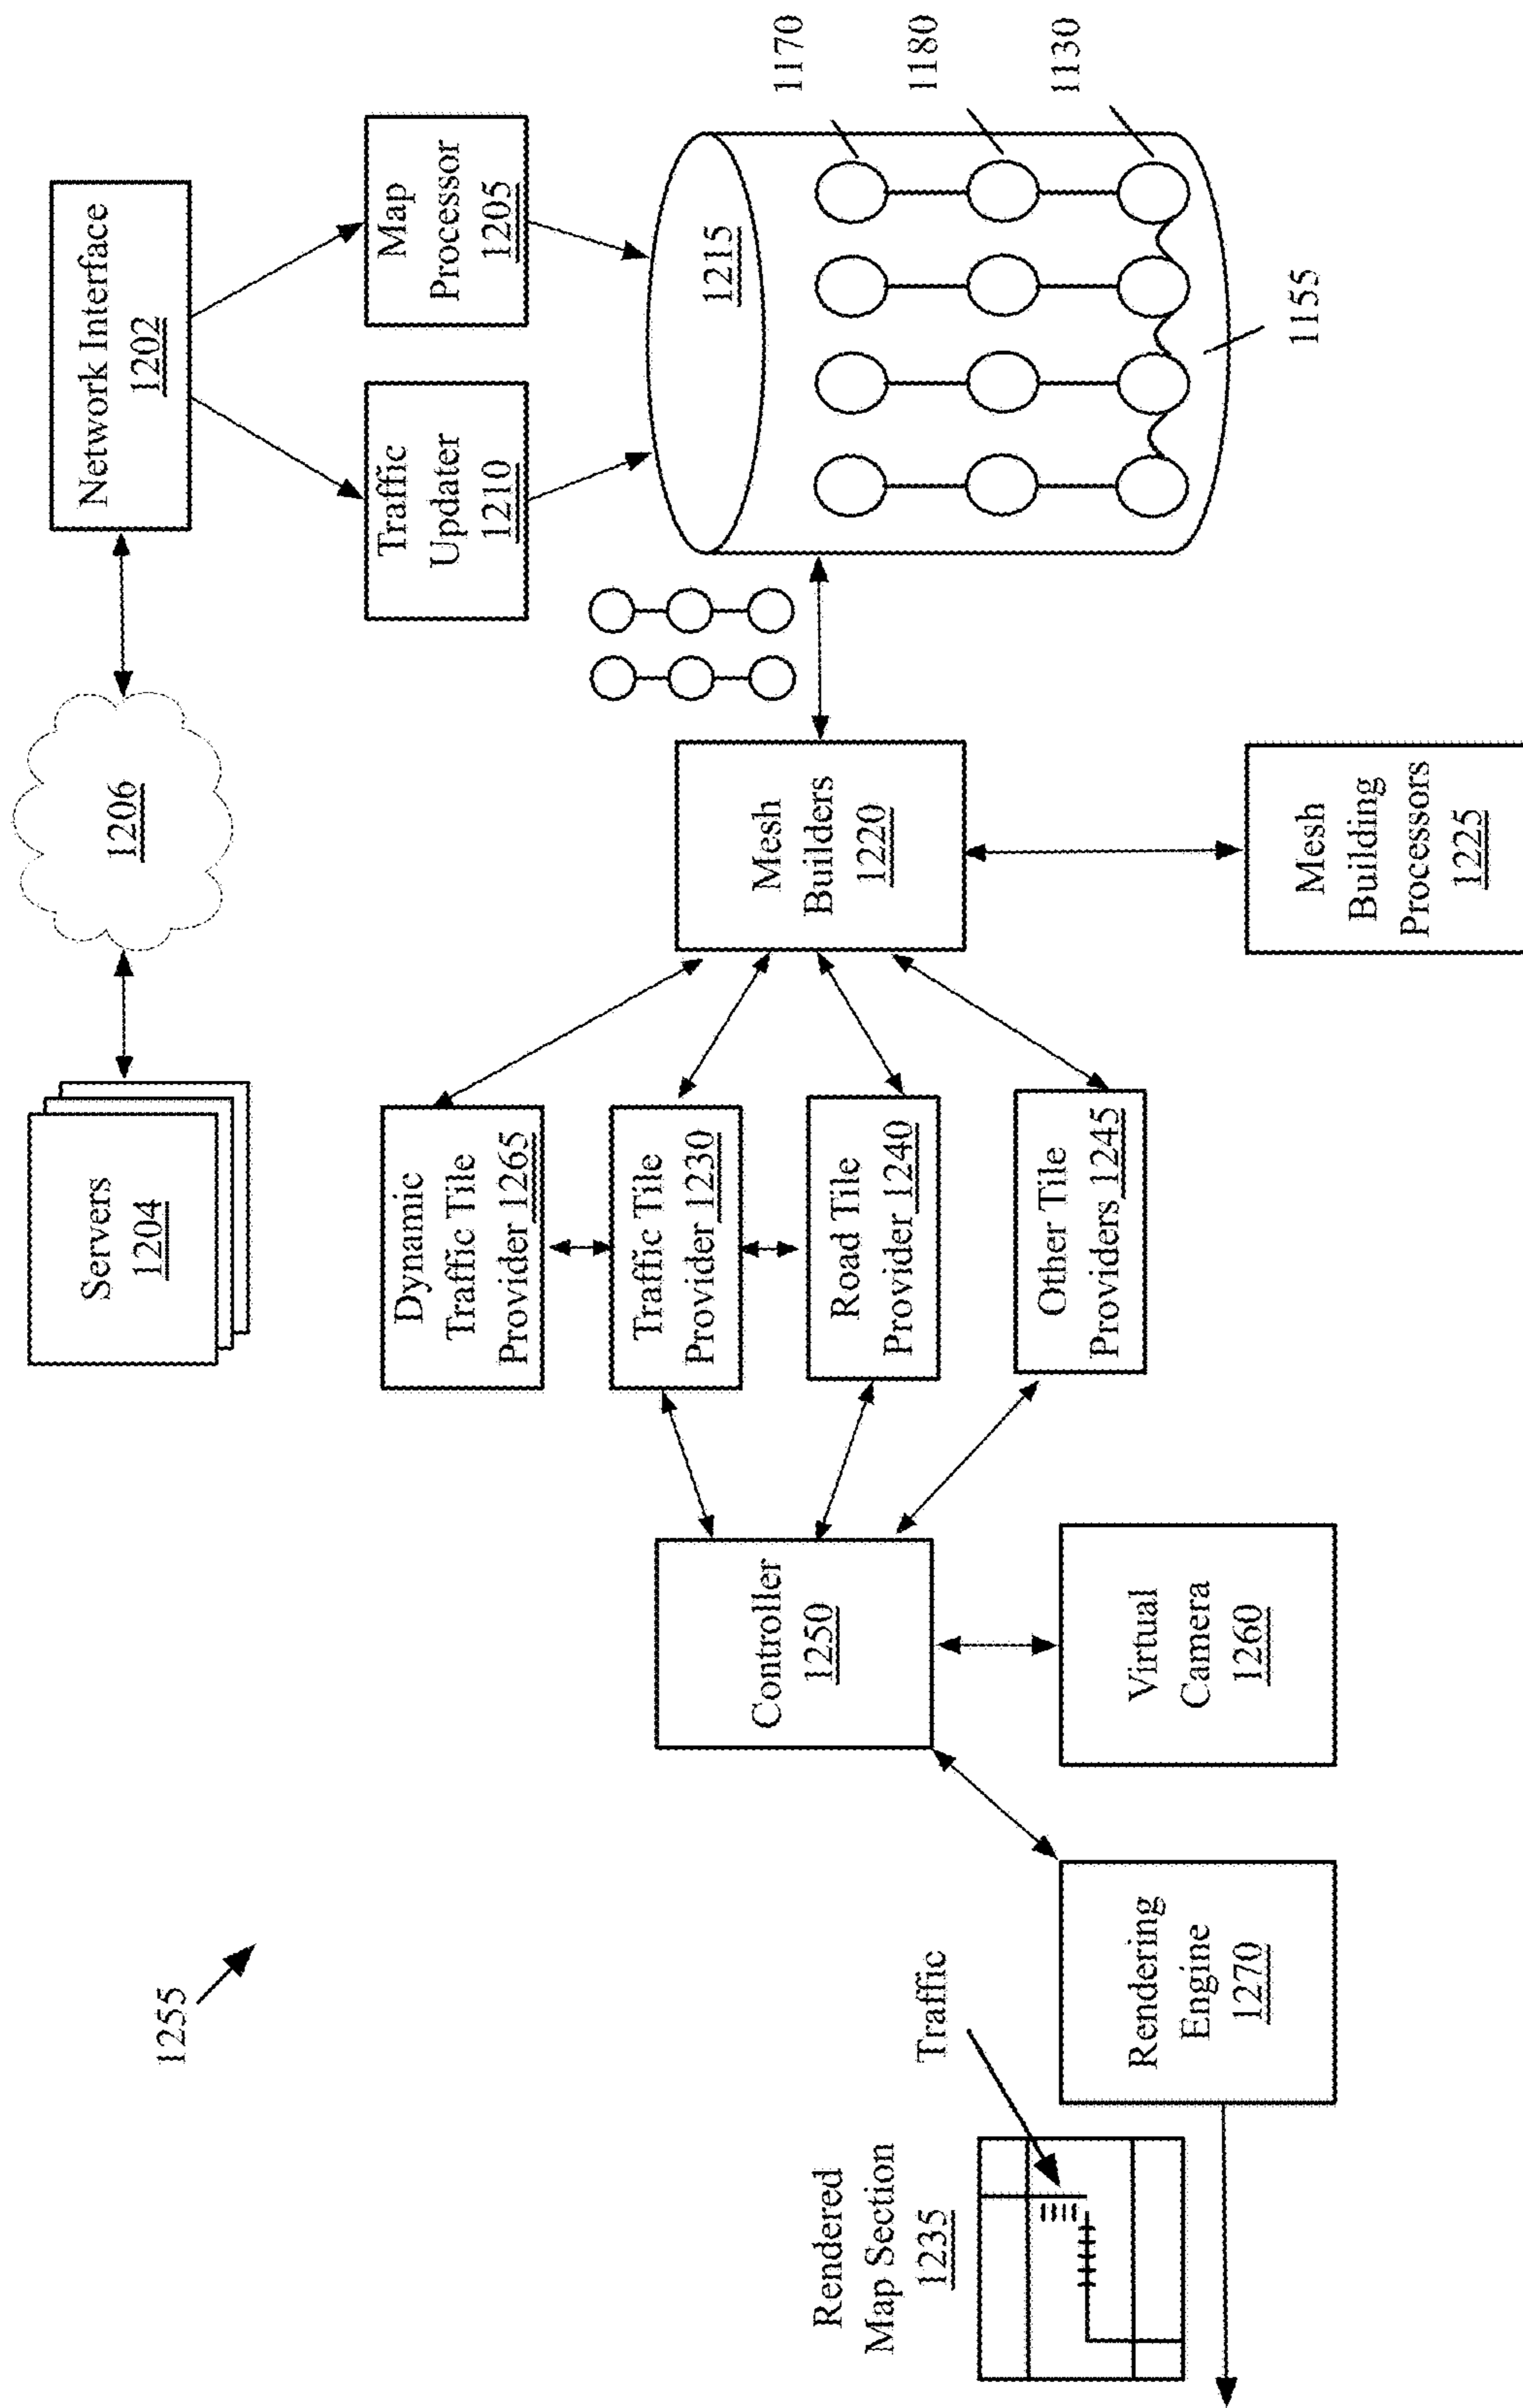 1255
Servers
1204
1206
Network Interface
1202
Traffic
Updater
1210
Map
Processor
1205
1215
1170
1180
1130
1155
Dynamic
Traffic Tile
Provider 1265
Traffic Tile
Provider 1230
Road Tile
Provider 1240
Other Tile
Providers 1245
Mesh
Builders
1220
Mesh
Building
Processors
1225
Controller
1250
Virtual
Camera
1260
Rendering
Engine
1270
Rendered
Map Section
1235
Traffic